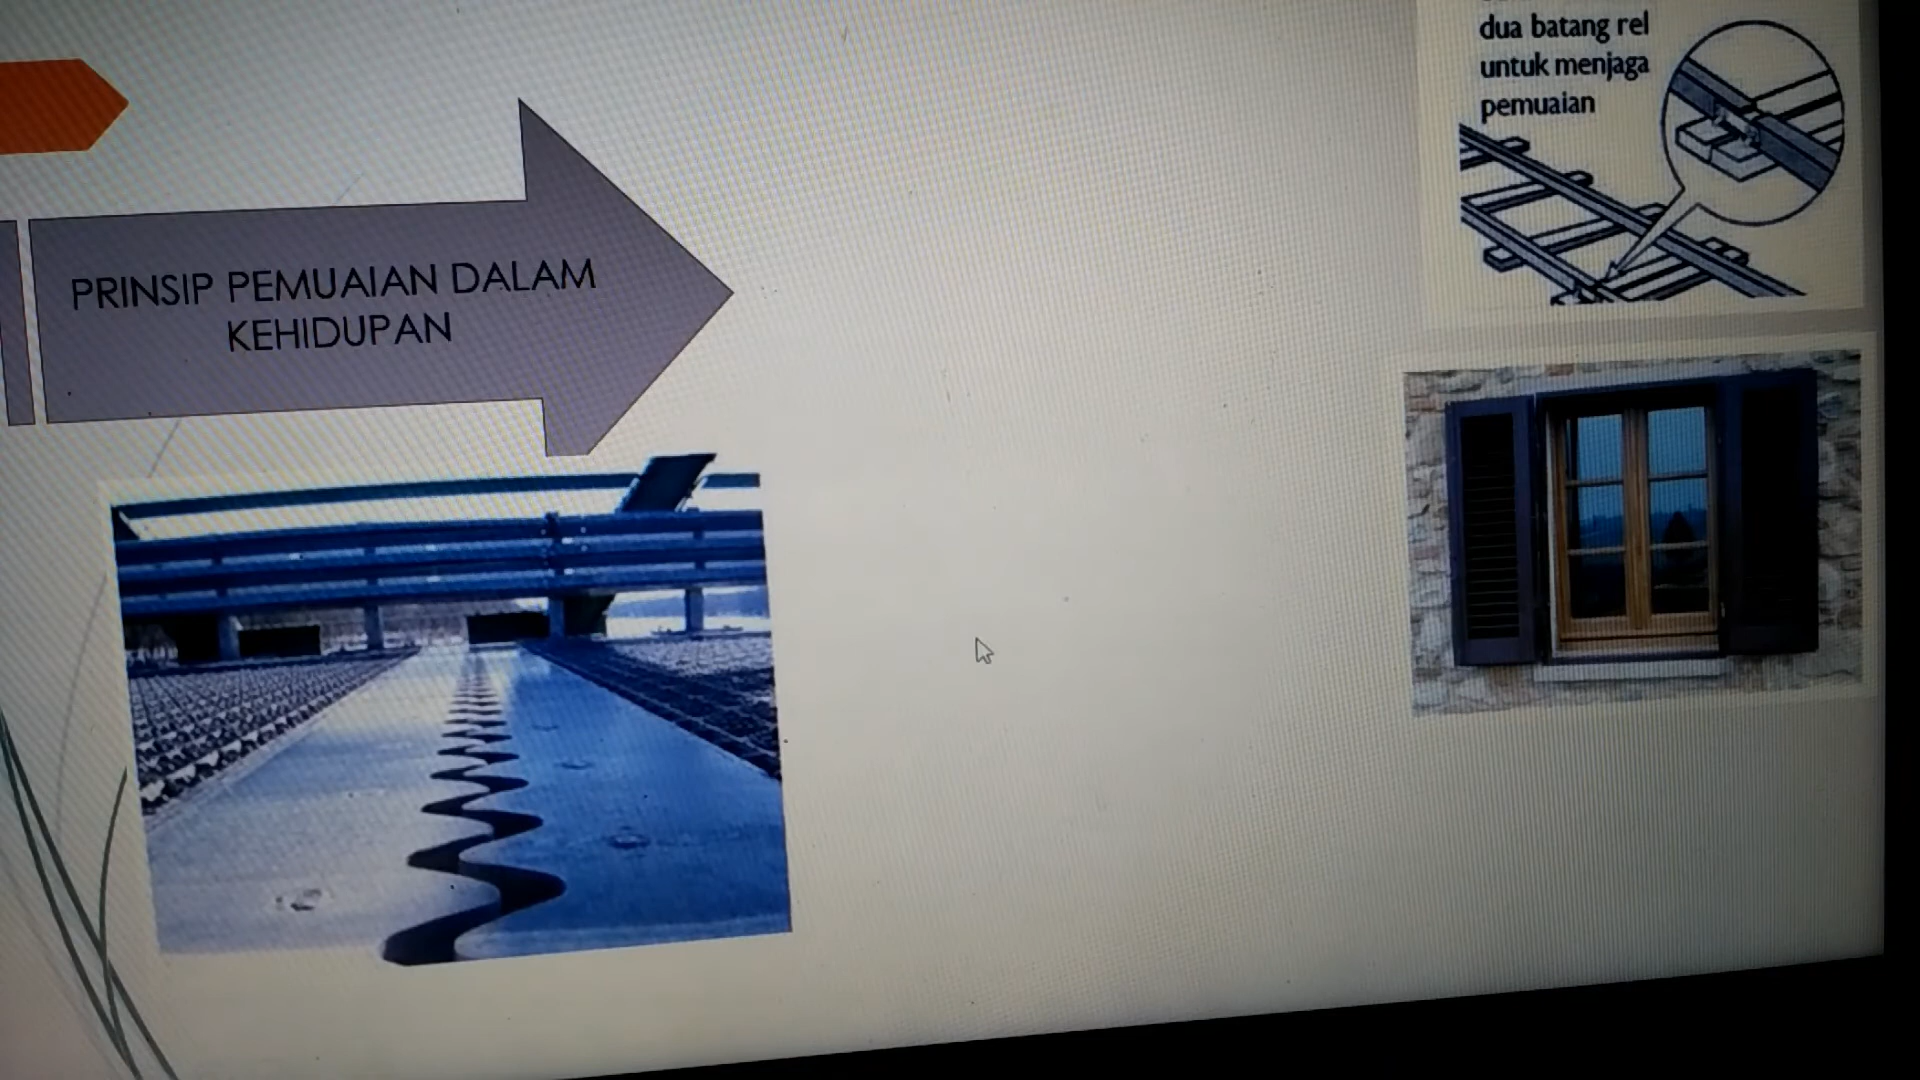 PRINSIP PEMUAIAN DALAM
KEHIDUPAN
dua batang rel
untuk menjaga
pemuaian